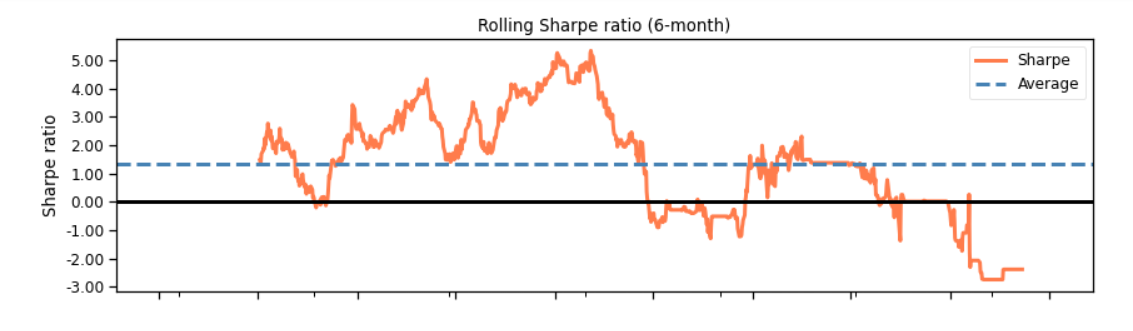 Rolling Sharpe ratio (6-month)
Sharpe ratio
5.00
4.00
3.00
2.00
1.00
0.00
-1.00
-2.00
-3.00
Sharpe
Average